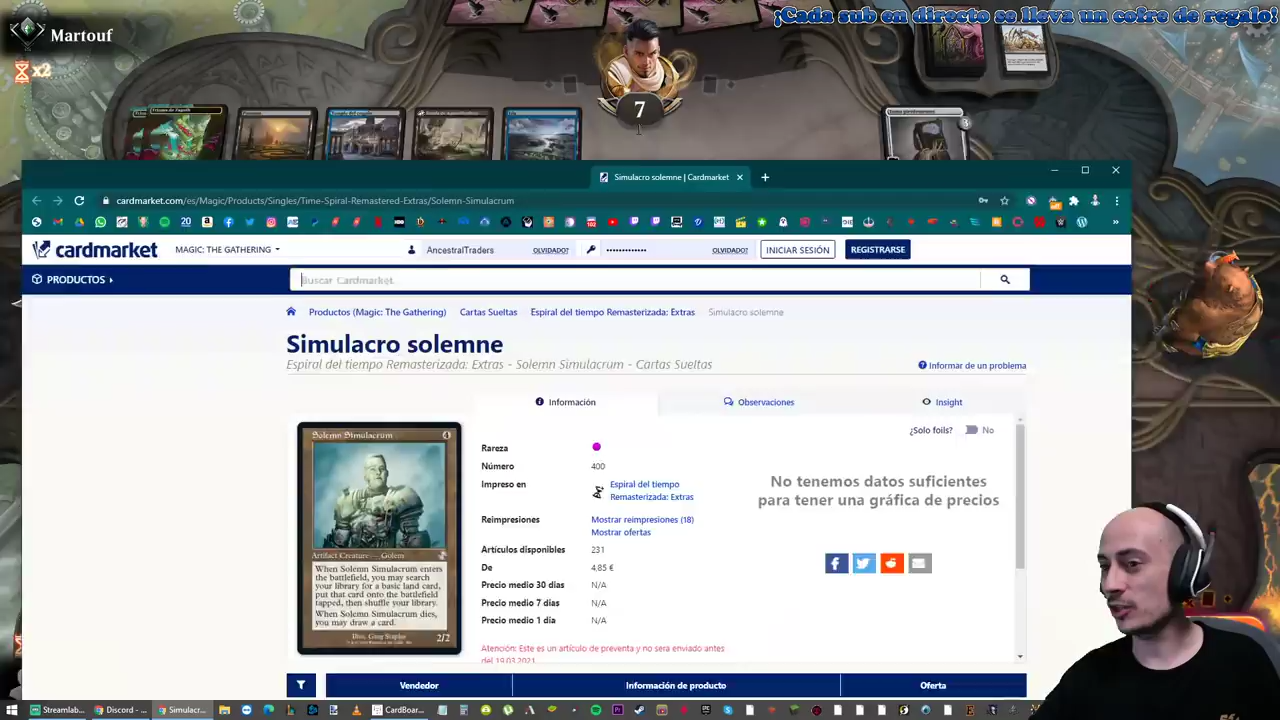 ¡Cada sub en directo se lleva un cofre de regalo!
Martouf
x2
7
3
Simulacro solemne | Cardmarket
cardmarket.com/es/Magic/Products/Singles/Time-Spiral-Remastered-Extras/Solemn-Simulacrum
cardmarket
MAGIC: THE GATHERING
AncestralTraders
OLVIDADO?
OLVIDADO?
INICIAR SESIÓN
REGISTRARSE
PRODUCTOS
Buscar Cardmarket
Productos (Magic: The Gathering)
Cartas Sueltas
Espiral del tiempo Remasterizada: Extras
Simulacro solemne
Simulacro solemne
Espiral del tiempo Remasterizada: Extras - Solemn Simulacrum - Cartas Sueltas
Informar de un problema
Información
Observaciones
Insight
¿Solo foils?
No
Solemn Simulacrum
4
Artifact Creature — Golem
When Solemn Simulacrum enters
the battlefield, you may search
your library for a basic land card,
put that card onto the battlefield
tapped, then shuffle your library.
When Solemn Simulacrum dies,
you may draw a card.
Illus. Greg Staples
2/2
Rareza
Número 400
Impreso en Espiral del tiempo
Remasterizada: Extras
Reimpresiones Mostrar reimpresiones (18)
Mostrar ofertas
Artículos disponibles 231
De 4,85 €
Precio medio 30 días N/A
Precio medio 7 días N/A
Precio medio 1 día N/A
Atención: Este es un artículo de preventa y no sera enviado antes
del 19.03.2021
No tenemos datos suficientes
para tener una gráfica de precios
Vendedor
Información de producto
Oferta
Streamlab...
Discord - ...
Simulacr...
CardBoar...